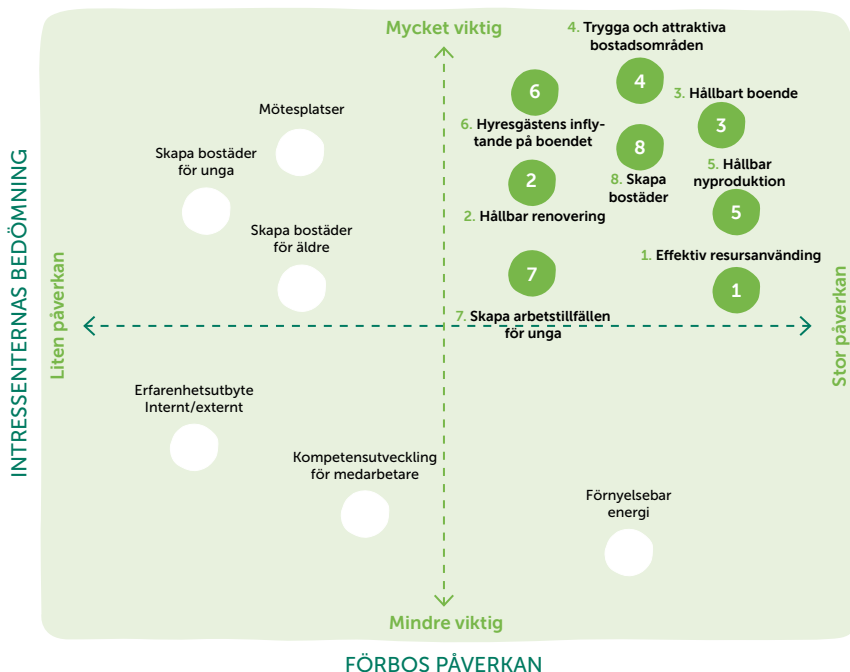 Mycket viktig
4. Trygga och attraktiva
bostadsområden
4
3. Hållbart boende
3
6
6. Hyresgästens infly-
tande på boendet
8
8. Skapa
bostäder
5. Hållbar
nyproduktion
5
2
2. Hållbar renovering
1. Effektiv resursanvänding
1
7
7. Skapa arbetstillfällen
för unga
Mötesplatser
Skapa bostäder
för unga
Skapa bostäder
för äldre
INTRESSENTERNAS BEDÖMNING
Liten påverkan
Stor påverkan
Erfarenhetsutbyte
Internt/externt
Kompetensutveckling
för medarbetare
Förnyelsebar
energi
Mindre viktig
FÖRBOS PÅVERKAN